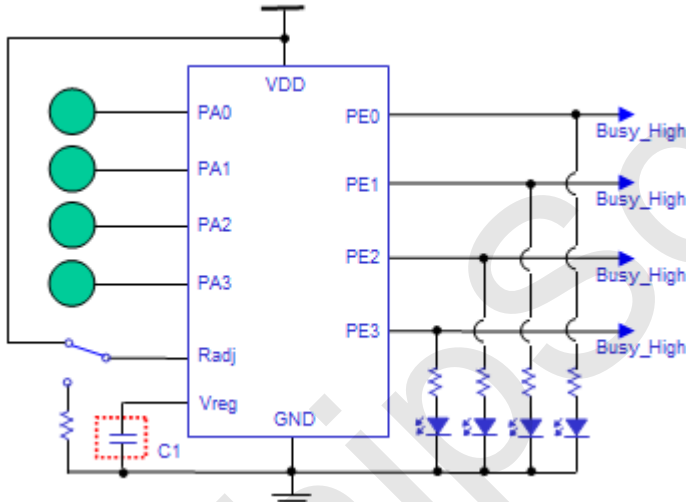 VDD
PA0
PE0
Busy_High
PA1
PE1
Busy_High
PA2
PE2
Busy_High
PA3
PE3
Busy_High
Radj
Vreg
GND
C1